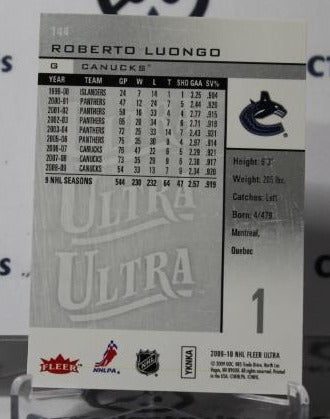 144
ROBERTO LUONGO
G CANUCKS
YEAR TEAM GP W L T SHO GAA SV%
1999-00 ISLANDERS 24 7 14 1 1 3.25 .904
2000-01 PANTHERS 47 12 24 7 5 2.44 .920
2001-02 PANTHERS 58 16 33 4 4 2.77 .915
2002-03 PANTHERS 65 20 34 7 6 2.71 .918
2003-04 PANTHERS 72 25 33 14 7 2.43 .931
2005-06 PANTHERS 75 35 30 9 4 2.97 .914
2006-07 CANUCKS 76 47 22 6 5 2.29 .921
2007-08 CANUCKS 73 35 29 9 6 2.38 .917
2008-09 CANUCKS 54 33 13 7 9 2.34 .920
9 NHL SEASONS 544 230 232 64 47 2.57 .919
Height: 6'3"
Weight: 205 lbs.
Catches: Left
Born: 4/4/79
Montreal,
Quebec
ULTRA
ULTRA
1
FLEER
NHLPA
NHL
YKNKA
2009-10 NHL FLEER ULTRA